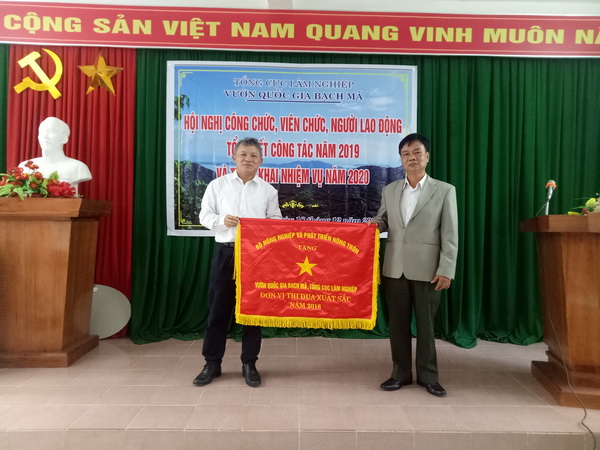 CỘNG SẢN VIỆT NAM QUANG VINH MUÔN N
TỔNG CỤC LÂM NGHIỆP
VƯỜN QUỐC GIA BẠCH MÃ
HỘI NGHỊ CÔNG CHỨC, VIÊN CHỨC, NGƯỜI LAO ĐỘNG
CÔNG TÁC NĂM 2019
KHAI NHIỆM VỤ NĂM 2020
BỘ NÔNG NGHIỆP VÀ PHÁT TRIỂN NÔNG THÔN
TẶNG
VƯỜN QUỐC GIA BẠCH MÃ, TỔNG CỤC LÂM NGHIỆP
ĐƠN VỊ THI ĐUA XUẤT SẮC
NĂM 2018